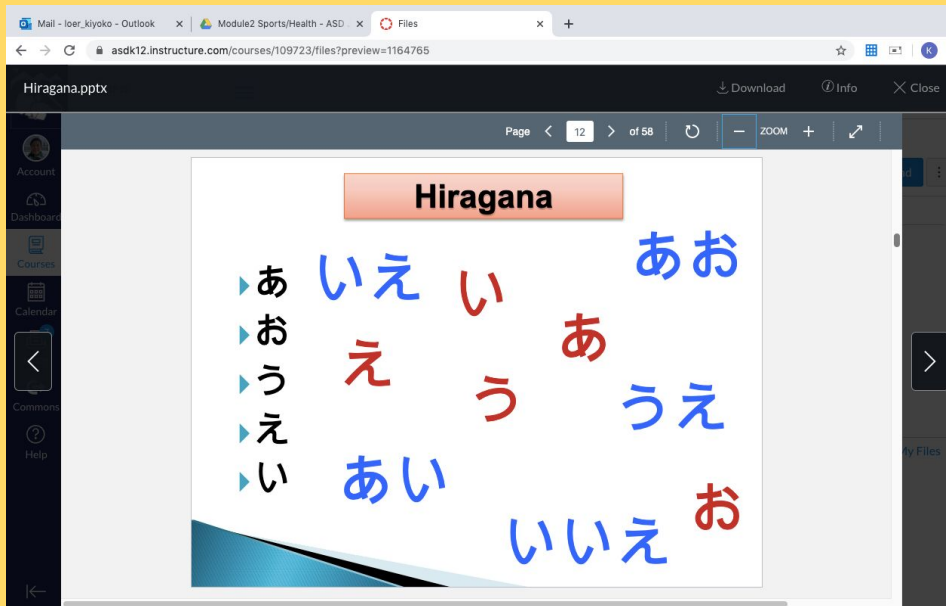 Mail - loer_kiyoko - Outlook
Module2 Sports/Health - ASD
Files
asdk12.instructure.com/courses/109723/files?preview=1164765
K
Hiragana.pptx
Download
Info
Close
Page 12 of 58 ZOOM
Account
Dashboard
Courses
Calendar
Commons
Help
My Files
Hiragana
あ いえ い あお
お あ
う え う うえ
え
い あい お
いいえ